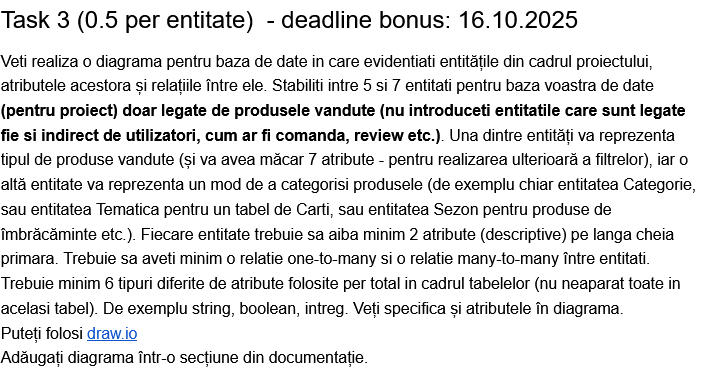 Task 3 (0.5 per entitate)  - deadline bonus: 16.10.2025
Veti realiza o diagrama pentru baza de date in care evidentiati entitățile din cadrul proiectului,
atributele acestora și relațiile între ele. Stabiliti intre 5 si 7 entitati pentru baza voastra de date
(pentru proiect) doar legate de produsele vandute (nu introduceti entitatile care sunt legate
fie si indirect de utilizatori, cum ar fi comanda, review etc.). Una dintre entități va reprezenta
tipul de produse vandute (și va avea măcar 7 atribute - pentru realizarea ulterioară a filtrelor), iar o
altă entitate va reprezenta un mod de a categorisi produsele (de exemplu chiar entitatea Categorie,
sau entitatea Tematica pentru un tabel de Carti, sau entitatea Sezon pentru produse de
îmbrăcăminte etc.). Fiecare entitate trebuie sa aiba minim 2 atribute (descriptive) pe langa cheia
primara. Trebuie sa aveti minim o relatie one-to-many si o relatie many-to-many între entitati.
Trebuie minim 6 tipuri diferite de atribute folosite per total in cadrul tabelelor (nu neaparat toate in
acelasi tabel). De exemplu string, boolean, intreg. Veți specifica și atributele în diagrama.
Puteți folosi draw.io
Adăugați diagrama într-o secțiune din documentație.